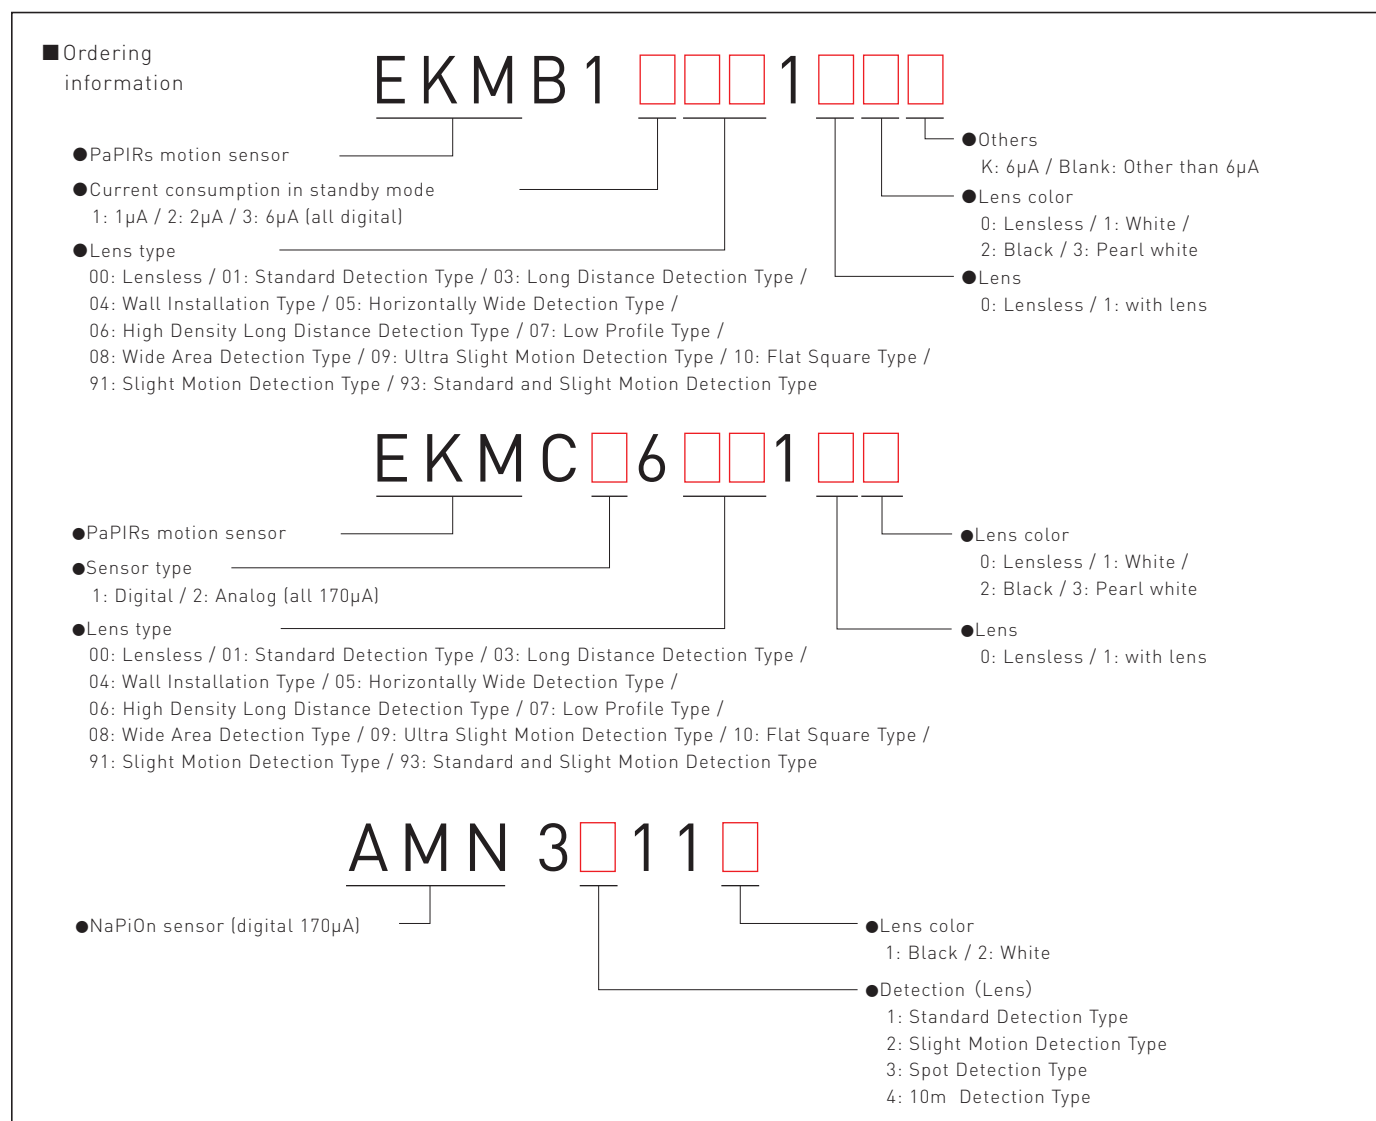 ■Ordering
information
EKMB1□□□1□□□
●PaPIRs motion sensor
●Current consumption in standby mode
1: 1µA / 2: 2µA / 3: 6µA (all digital)
●Lens type
00: Lensless / 01: Standard Detection Type / 03: Long Distance Detection Type /
04: Wall Installation Type / 05: Horizontally Wide Detection Type /
06: High Density Long Distance Detection Type / 07: Low Profile Type /
08: Wide Area Detection Type / 09: Ultra Slight Motion Detection Type / 10: Flat Square Type /
91: Slight Motion Detection Type / 93: Standard and Slight Motion Detection Type
●Others
K: 6µA / Blank: Other than 6µA
●Lens color
0: Lensless / 1: White /
2: Black / 3: Pearl white
●Lens
0: Lensless / 1: with lens
EKMC□6□□1□□
●PaPIRs motion sensor
●Sensor type
1: Digital / 2: Analog (all 170µA)
●Lens type
00: Lensless / 01: Standard Detection Type / 03: Long Distance Detection Type /
04: Wall Installation Type / 05: Horizontally Wide Detection Type /
06: High Density Long Distance Detection Type / 07: Low Profile Type /
08: Wide Area Detection Type / 09: Ultra Slight Motion Detection Type / 10: Flat Square Type /
91: Slight Motion Detection Type / 93: Standard and Slight Motion Detection Type
●Lens color
0: Lensless / 1: White /
2: Black / 3: Pearl white
●Lens
0: Lensless / 1: with lens
AMN3□11□
●NaPiOn sensor (digital 170µA)
●Lens color
1: Black / 2: White
●Detection (Lens)
1: Standard Detection Type
2: Slight Motion Detection Type
3: Spot Detection Type
4: 10m Detection Type